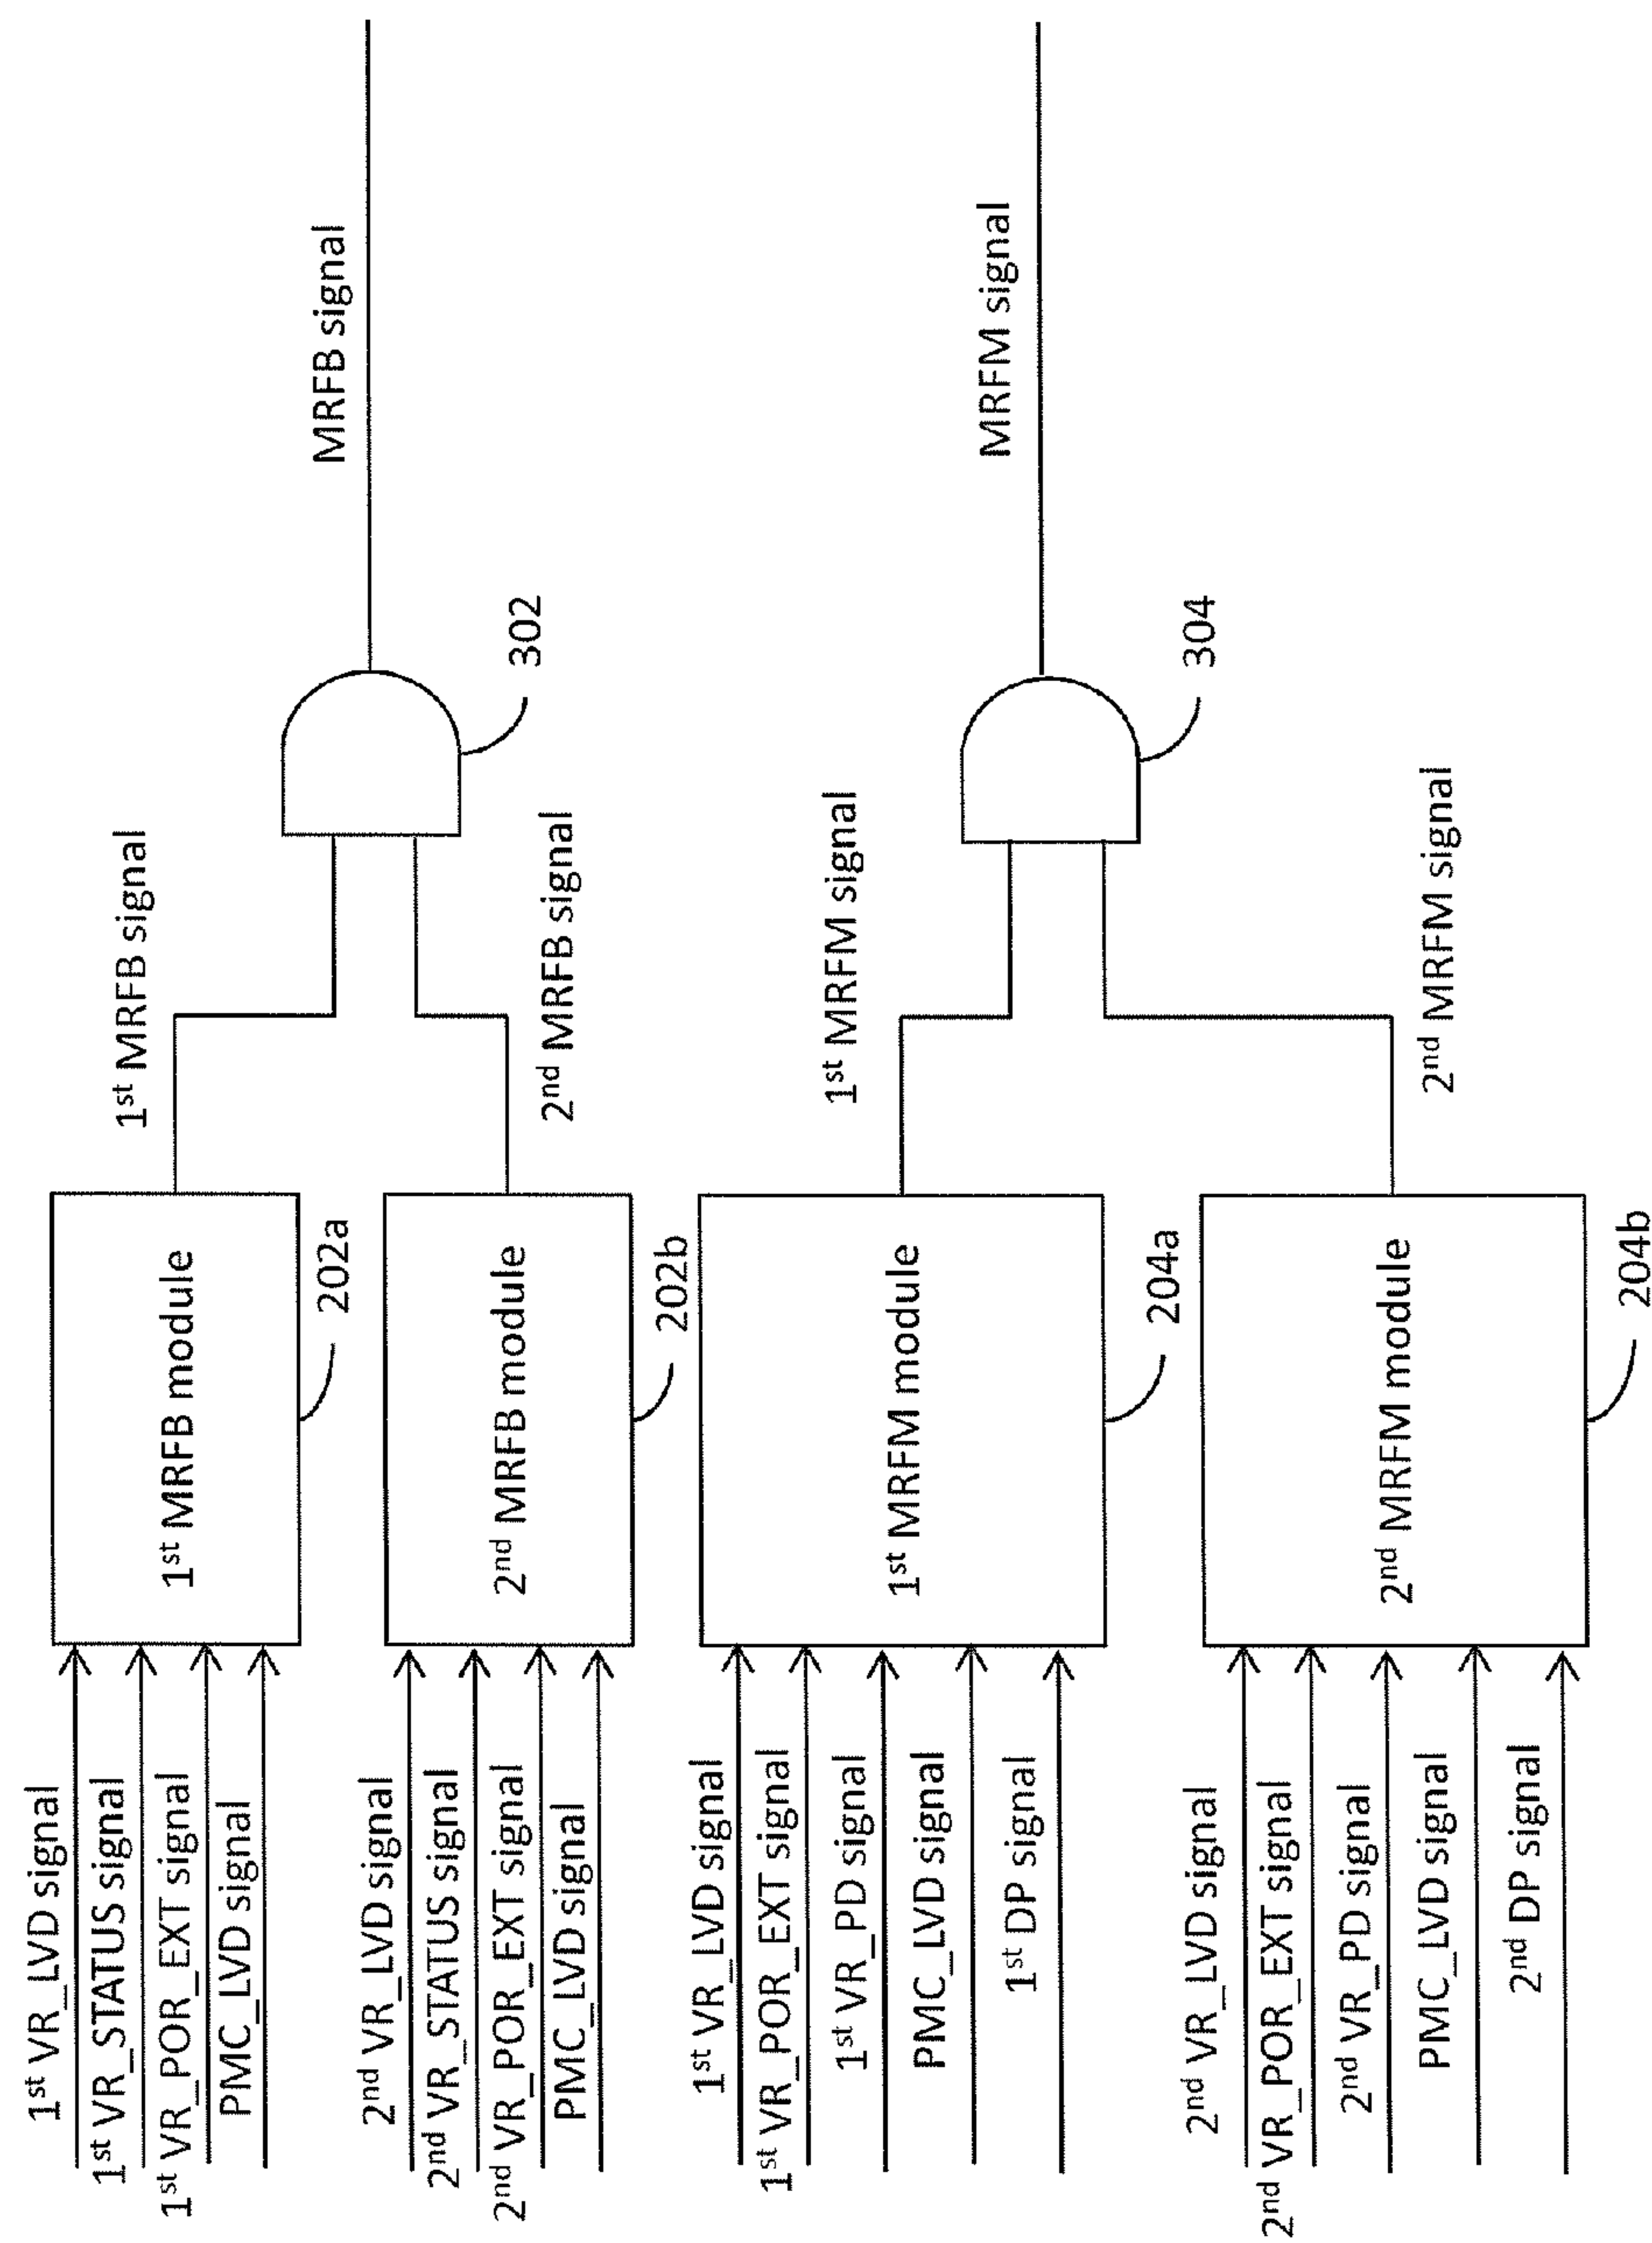 1st VR_LVD signal
1st VR_STATUS signal
1st VR_POR_EXT signal
PMC_LVD signal
1st MRFB module
202a
1st MRFB signal
2nd VR_LVD signal
2nd VR_STATUS signal
2nd VR_POR_EXT signal
PMC_LVD signal
2nd MRFB module
202b
2nd MRFB signal
302
MRFB signal
1st VR_LVD signal
1st VR_POR_EXT signal
1st VR_PD signal
PMC_LVD signal
1st DP signal
1st MRFM module
204a
1st MRFM signal
2nd VR_LVD signal
2nd VR_POR_EXT signal
2nd VR_PD signal
PMC_LVD signal
2nd DP signal
2nd MRFM module
204b
2nd MRFM signal
304
MRFM signal